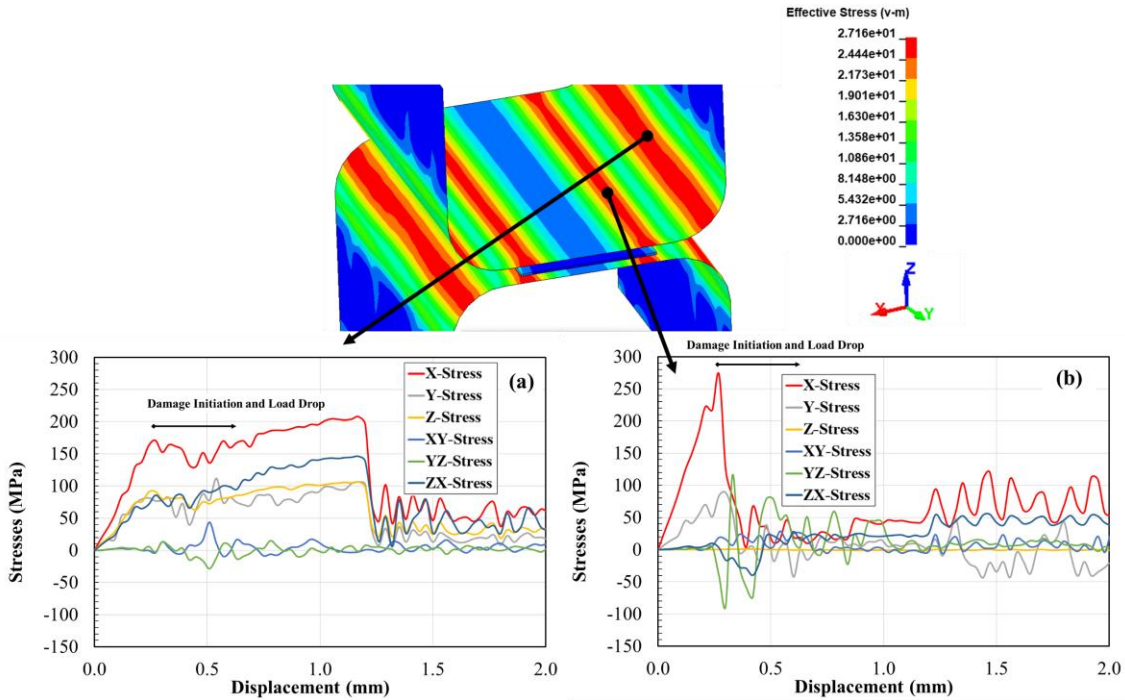 Effective Stress (v-m)
2.716e+01
2.444e+01
2.173e+01
1.901e+01
1.630e+01
1.358e+01
1.086e+01
8.148e+00
5.432e+00
2.716e+00
0.000e+00
Z
X
Y
300
250
200
150
100
50
0
-50
-100
-150
Stresses (MPa)
Damage Initiation and Load Drop
X-Stress
Y-Stress
Z-Stress
XY-Stress
YZ-Stress
ZX-Stress
(a)
0.0 0.5 1.0 1.5 2.0
Displacement (mm)
Damage Initiation and Load Drop
300
250
200
150
100
50
0
-50
-100
-150
Stresses (MPa)
X-Stress
Y-Stress
Z-Stress
XY-Stress
YZ-Stress
ZX-Stress
(b)
0.0 0.5 1.0 1.5 2.0
Displacement (mm)